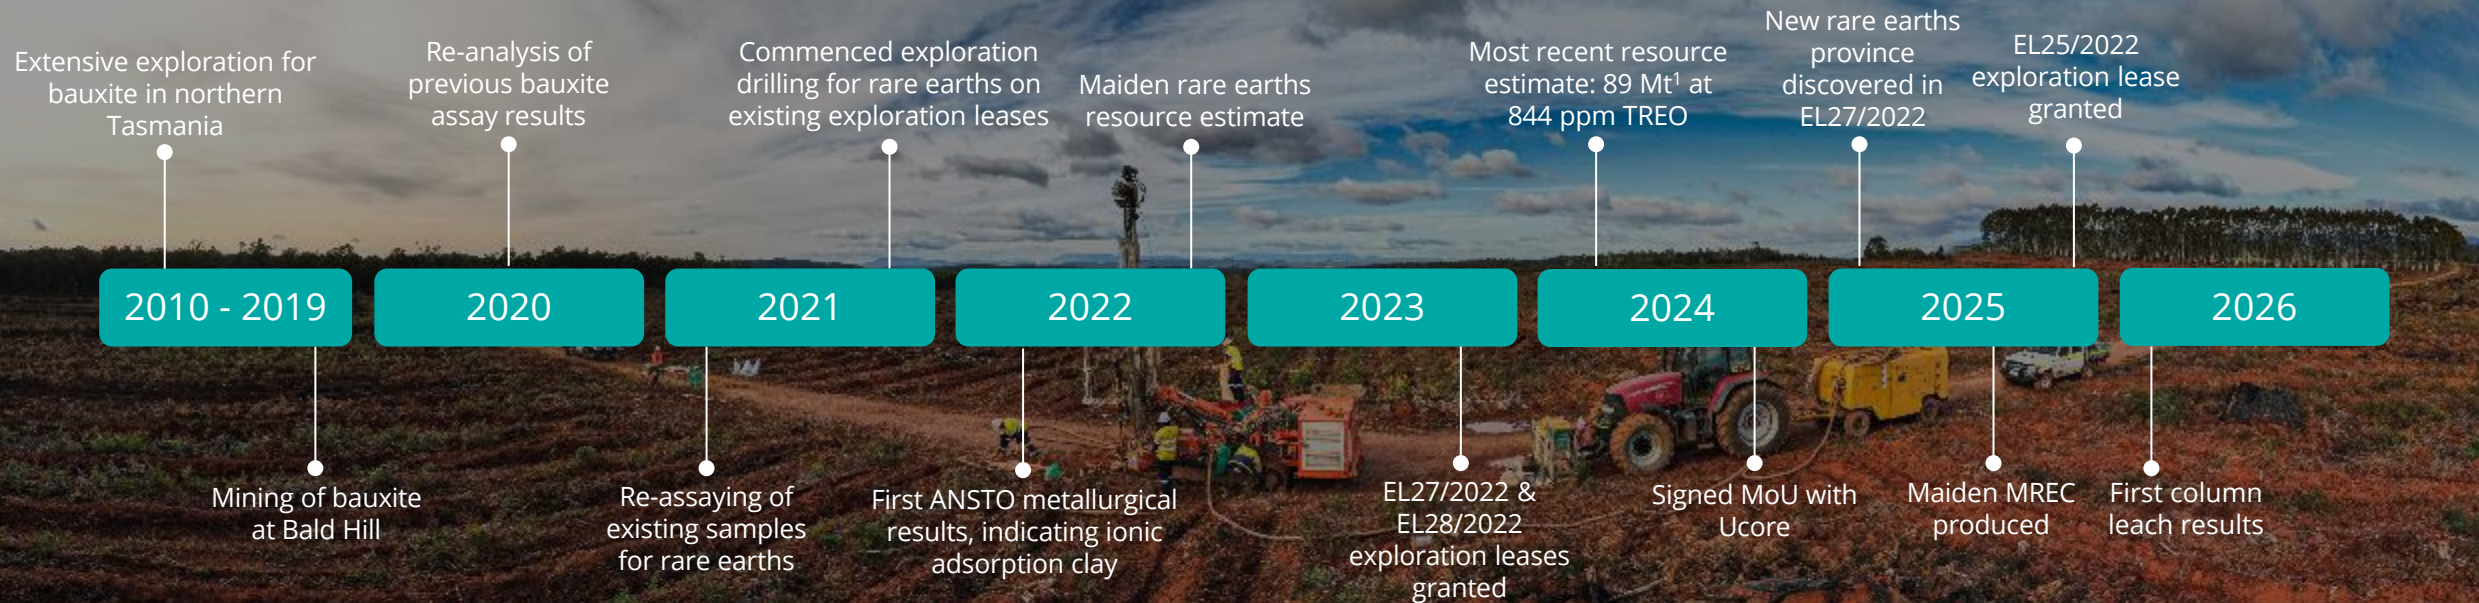 Extensive exploration for
bauxite in northern
Tasmania
Re-analysis of
previous bauxite
assay results
Commenced exploration
drilling for rare earths on
existing exploration leases
Maiden rare earths
resource estimate
Most recent resource
estimate: 89 Mt¹ at
844 ppm TREO
New rare earths
province
discovered in
EL27/2022
EL25/2022
exploration lease
granted
2010 - 2019
2020
2021
2022
2023
2024
2025
2026
Mining of bauxite
at Bald Hill
Re-assaying of
existing samples
for rare earths
First ANSTO metallurgical
results, indicating ionic
adsorption clay
EL27/2022 &
EL28/2022
exploration leases
granted
Signed MoU with
Ucore
Maiden MREC
produced
First column
leach results